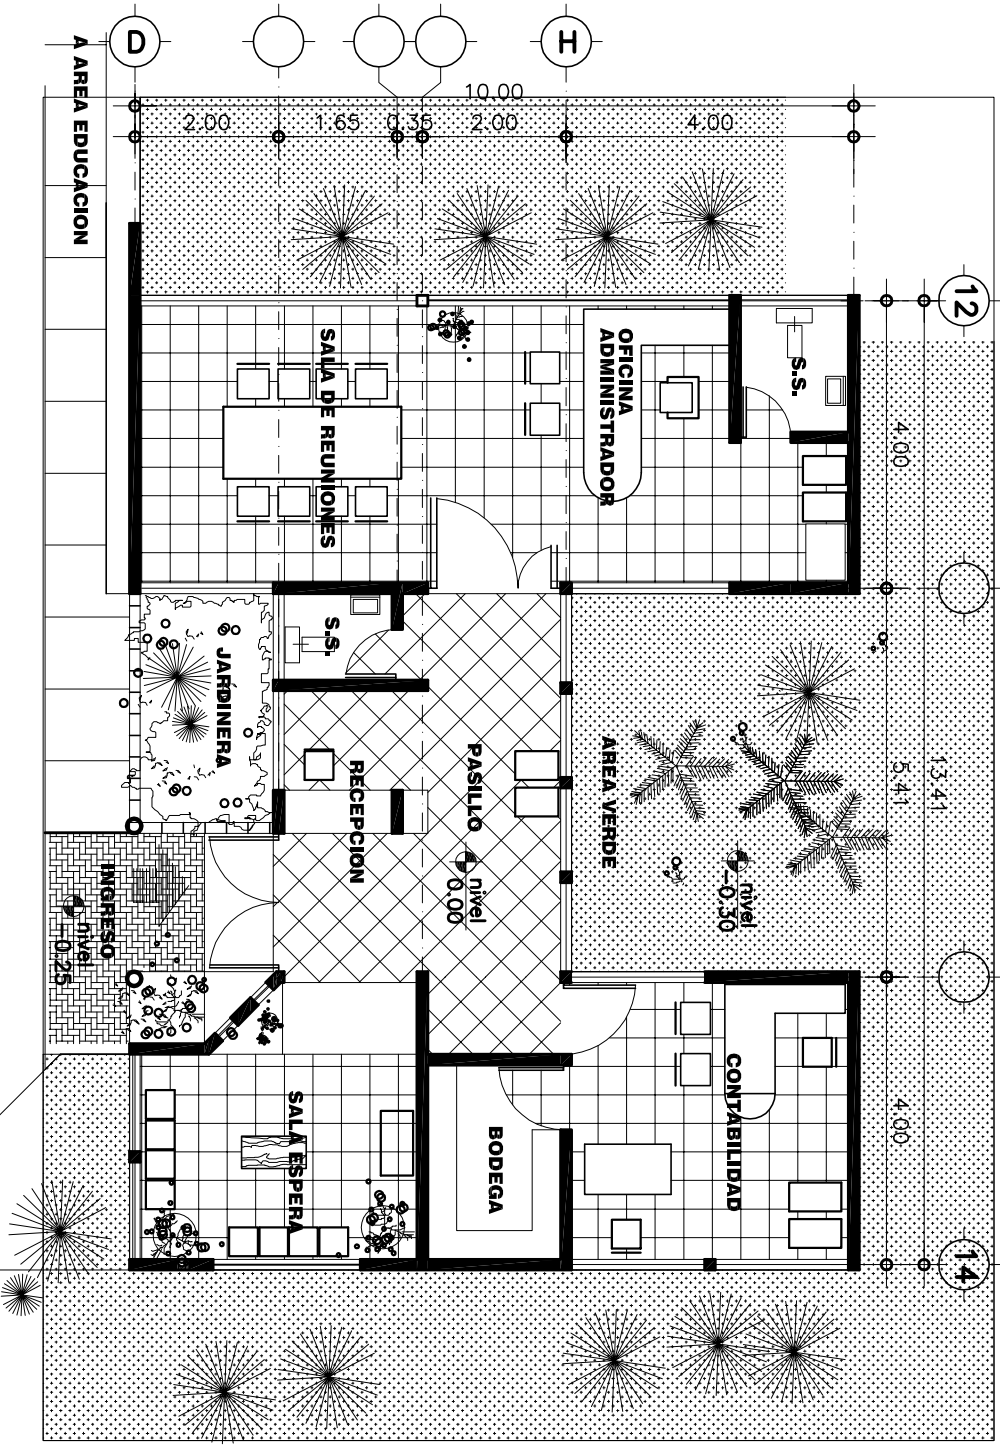 D
H
10.00
2.00
1.65
0.35
2.00
4.00
A AREA EDUCACION
12
SALA DE REUNIONES
OFICINA
ADMINISTRADOR
S.S.
4.00
S.S.
JARDINERA
RECEPCION
PASILLO
nivel
0.00
AREA VERDE
nivel
-0.30
5.41
13.41
INGRESO
nivel
-0.25
SALA ESPERA
BODEGA
CONTABILIDAD
4.00
14